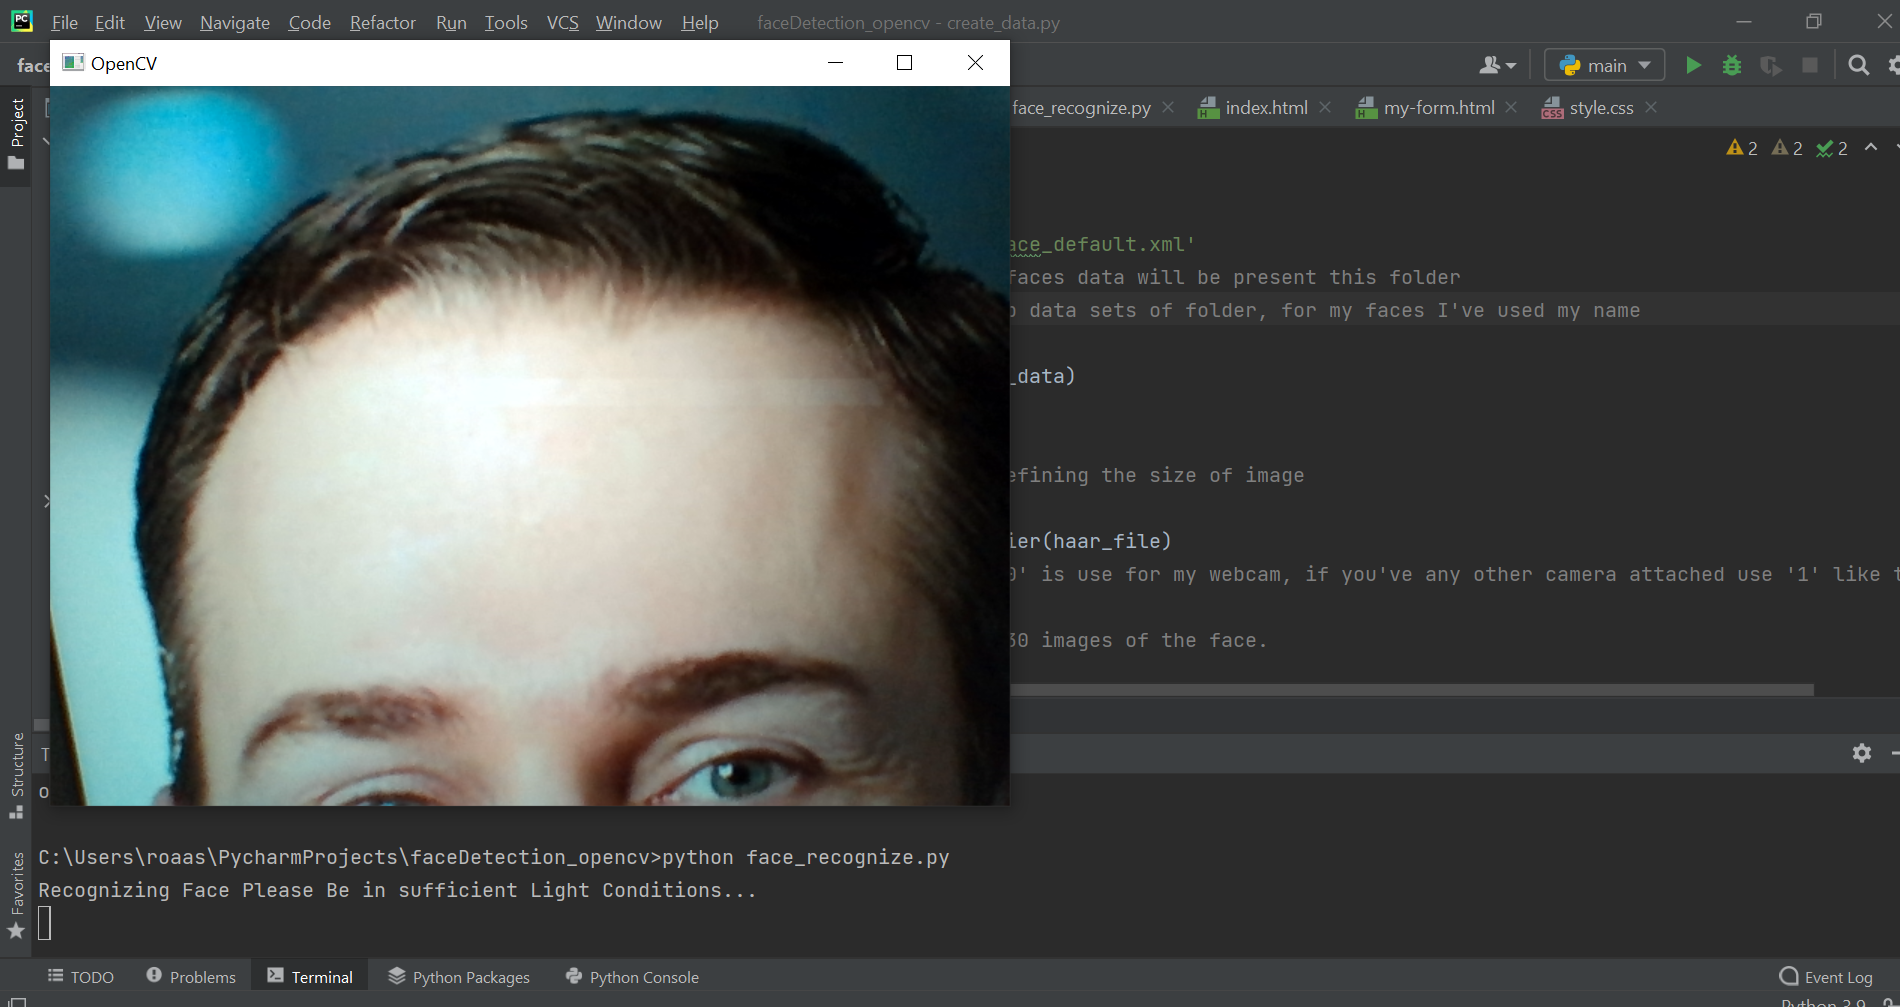 PC File Edit View Navigate Code Refactor Run Tools VCS Window Help faceDetection_opencv - create_data.py
face
OpenCV
main
face_recognize.py index.html my-form.html style.css
2 2 2
Project
ace_default.xml'
faces data will be present this folder
data sets of folder, for my faces I've used my name
_data)
efining the size of image
ier(haar_file)
0' is use for my webcam, if you've any other camera attached use '1' like t
30 images of the face.
Structure
T
o
C:\Users\roaas\PycharmProjects\faceDetection_opencv>python face_recognize.py
Recognizing Face Please Be in sufficient Light Conditions...
Favorites
TODO Problems Terminal Python Packages Python Console Event Log
Python 3.9